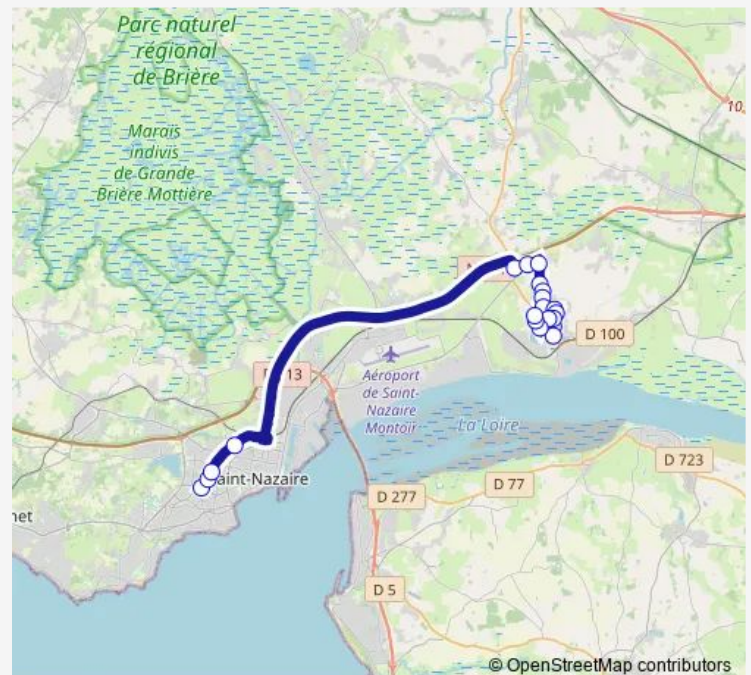 Parc naturel
régional
de Brière
Marais
indivis
de Grande
Brière Mottière
10
D 100
13
Aéroport
de Saint-
Nazaire
Montoir
La Loire
D 723
Saint-Nazaire
D 277
D 77
D 5
© OpenStreetMap contributors